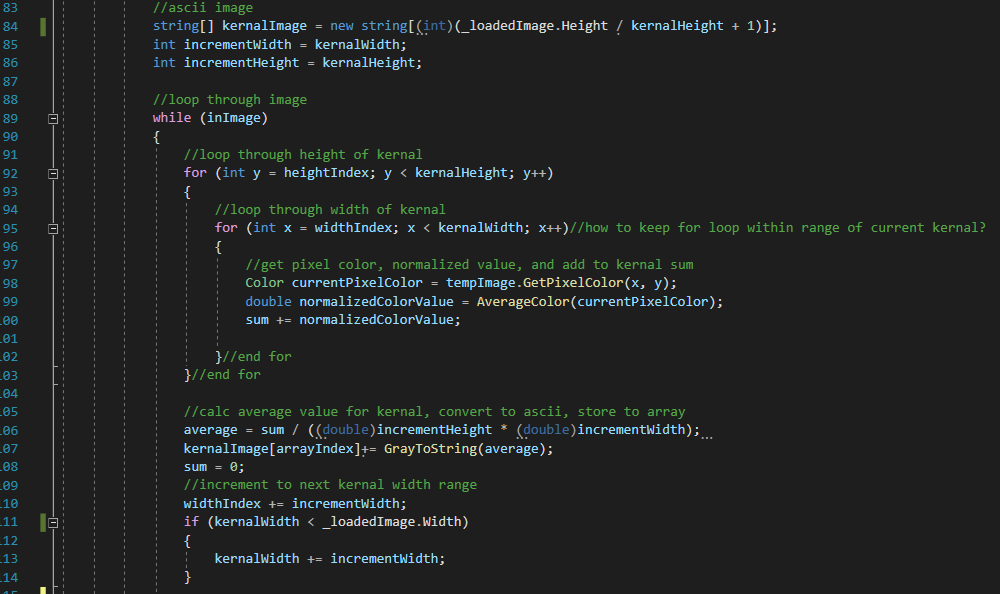 83 //ascii image
84 string[] kernalImage = new string[(int)(_loadedImage.Height / kernalHeight + 1)];
85 int incrementWidth = kernalWidth;
86 int incrementHeight = kernalHeight;
87
88 //loop through image
89 while (inImage)
90 {
91 //loop through height of kernal
92 for (int y = heightIndex; y < kernalHeight; y++)
93 {
94 //loop through width of kernal
95 for (int x = widthIndex; x < kernalWidth; x++)//how to keep for loop within range of current kernal?
96 {
97 //get pixel color, normalized value, and add to kernal sum
98 Color currentPixelColor = tempImage.GetPixelColor(x, y);
99 double normalizedColorValue = AverageColor(currentPixelColor);
00 sum += normalizedColorValue;
01
02 }//end for
03 }//end for
04
05 //calc average value for kernal, convert to ascii, store to array
06 average = sum / ((double)incrementHeight * (double)incrementWidth);
07 kernalImage[arrayIndex]+= GrayToString(average);
08 sum = 0;
09 //increment to next kernal width range
10 widthIndex += incrementWidth;
11 if (kernalWidth < _loadedImage.Width)
12 {
13 kernalWidth += incrementWidth;
14 }